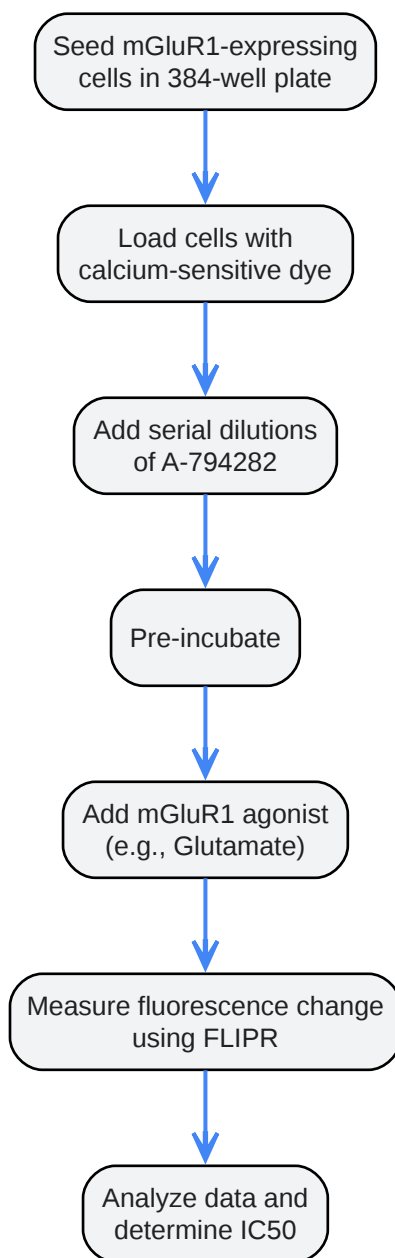 Seed mGluR1-expressing
cells in 384-well plate
Load cells with
calcium-sensitive dye
Add serial dilutions
of A-794282
Pre-incubate
Add mGluR1 agonist
(e.g., Glutamate)
Measure fluorescence change
using FLIPR
Analyze data and
determine IC50